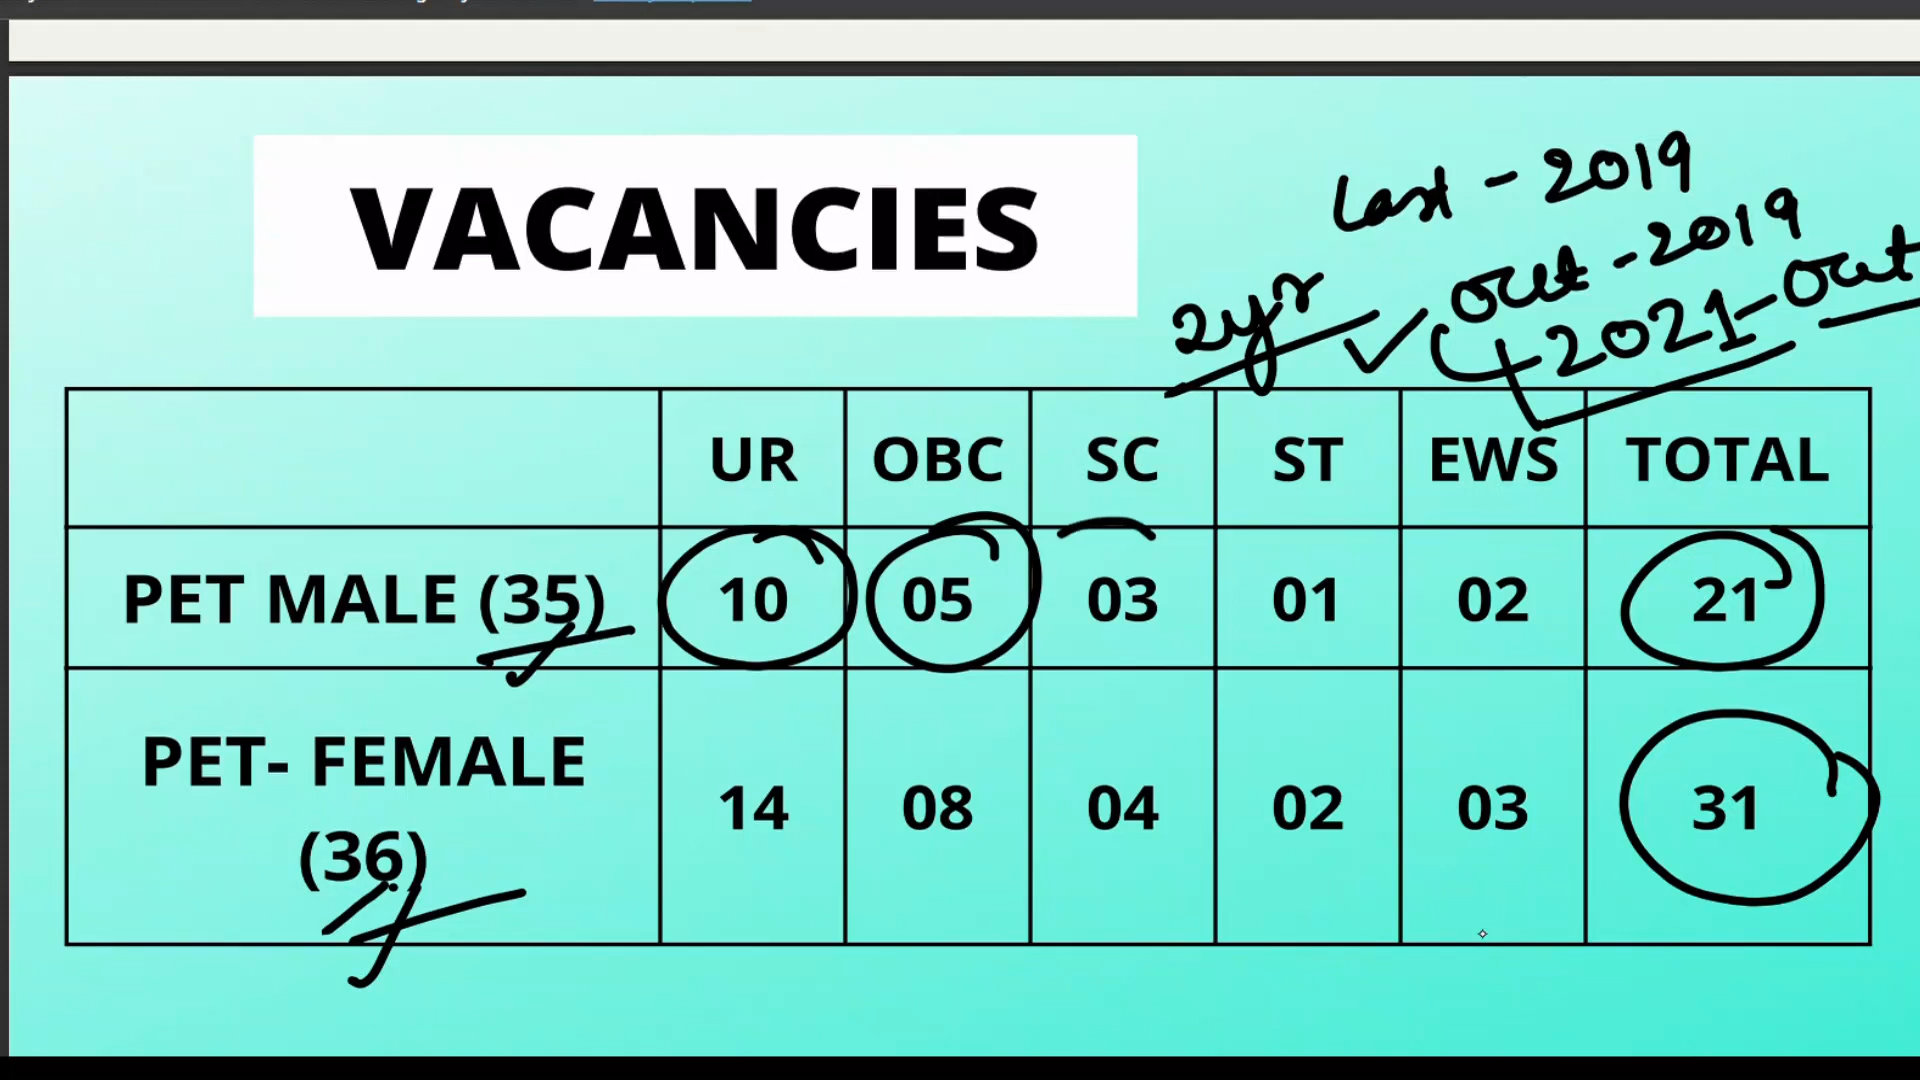 VACANCIES
Last - 2019
2yr
Oct - 2019
2021 - Oct
UR OBC SC ST EWS TOTAL
PET MALE (35) 10 05 03 01 02 21
PET- FEMALE
(36) 14 08 04 02 03 31